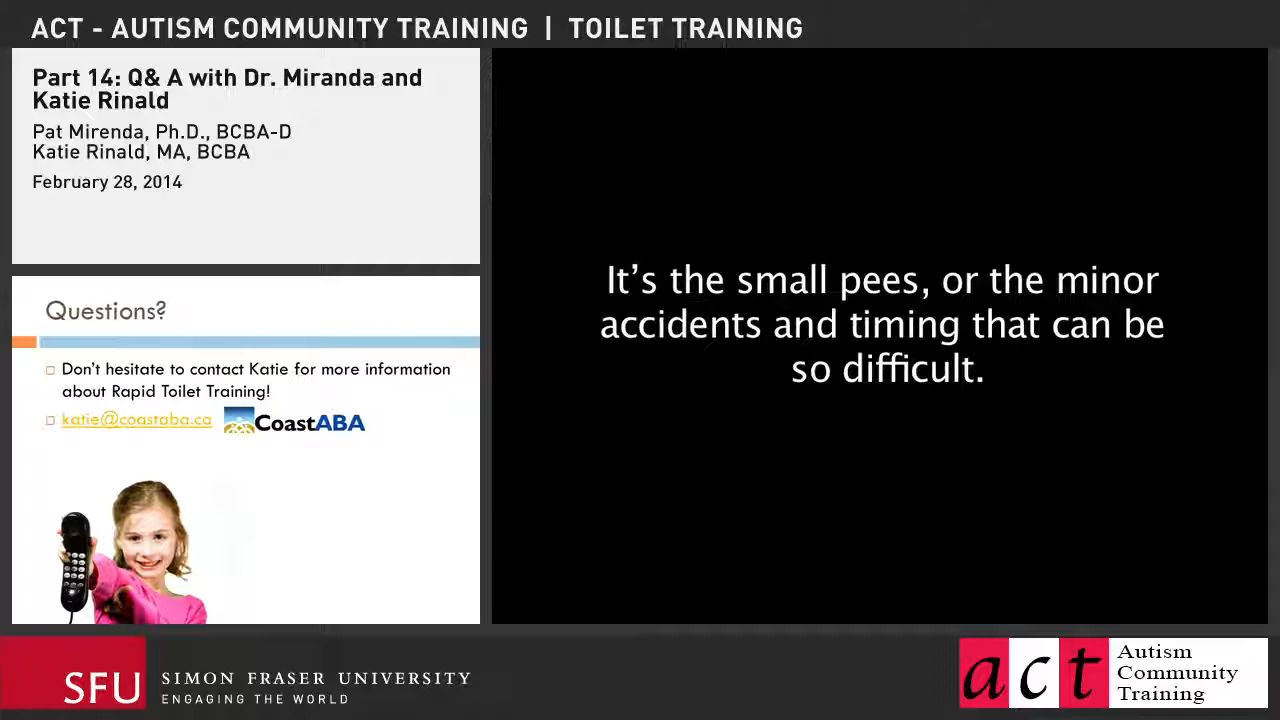 ACT - AUTISM COMMUNITY TRAINING | TOILET TRAINING
Part 14: Q& A with Dr. Miranda and
Katie Rinald
Pat Mirenda, Ph.D., BCBA-D
Katie Rinald, MA, BCBA
February 28, 2014
Questions?
Don't hesitate to contact Katie for more information
about Rapid Toilet Training!
katie@coastaba.ca CoastABA
It's the small pees, or the minor
accidents and timing that can be
so difficult.
SFU SIMON FRASER UNIVERSITY
ENGAGING THE WORLD
act Autism
Community
Training